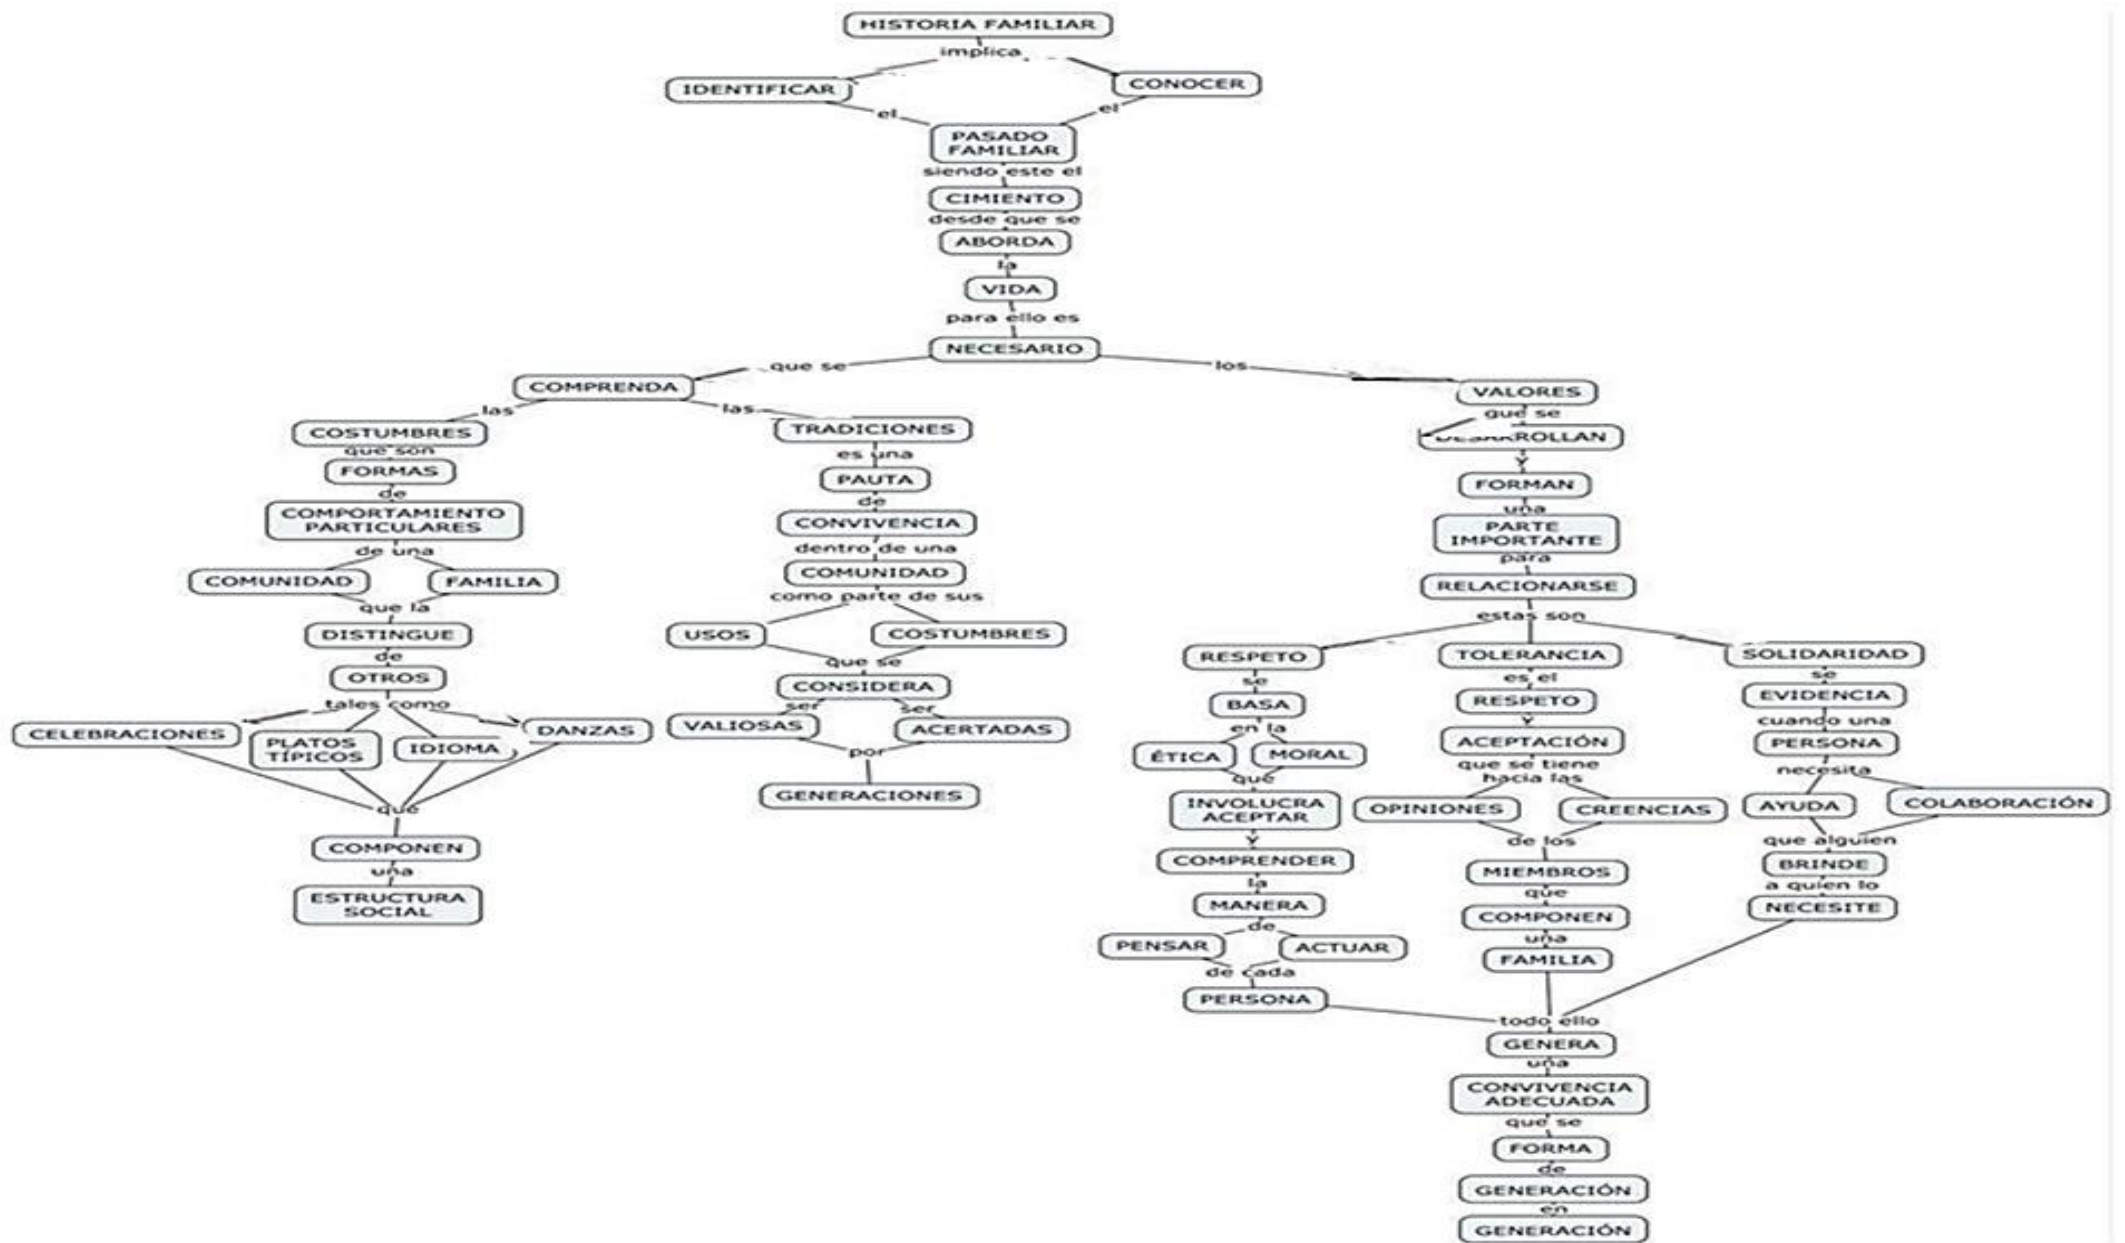 HISTORIA FAMILIAR
implica
IDENTIFICAR
CONOCER
el
el
PASADO
FAMILIAR
siendo este el
CIMIENTO
desde que se
ABORDA
la
VIDA
para ello es
NECESARIO
que se
los
COMPRENDA
las
las
COSTUMBRES
que son
FORMAS
de
COMPORTAMIENTO
PARTICULARES
de una
COMUNIDAD
FAMILIA
que la
DISTINGUE
de
OTROS
tales como
CELEBRACIONES
PLATOS
TÍPICOS
IDIOMA
DANZAS
que
COMPONEN
una
ESTRUCTURA
SOCIAL
TRADICIONES
es una
PAUTA
de
CONVIVENCIA
dentro de una
COMUNIDAD
como parte de sus
USOS
COSTUMBRES
que se
CONSIDERA
ser
ser
VALIOSAS
ACERTADAS
por
GENERACIONES
VALORES
que se
Y
FORMAN
una
PARTE
IMPORTANTE
para
RELACIONARSE
estas son
RESPETO
se
BASA
en la
ÉTICA
MORAL
que
INVOLUCRA
ACEPTAR
Y
COMPRENDER
la
MANERA
de
PENSAR
ACTUAR
de cada
PERSONA
TOLERANCIA
es el
RESPETO
Y
ACEPTACIÓN
que se tiene
hacia las
OPINIONES
CREENCIAS
de los
MIEMBROS
que
COMPONEN
una
FAMILIA
SOLIDARIDAD
se
EVIDENCIA
cuando una
PERSONA
necesita
AYUDA
COLABORACIÓN
que alguien
BRINDE
a quien lo
NECESITE
todo ello
GENERA
una
CONVIVENCIA
ADECUADA
que se
FORMA
de
GENERACIÓN
en
GENERACIÓN